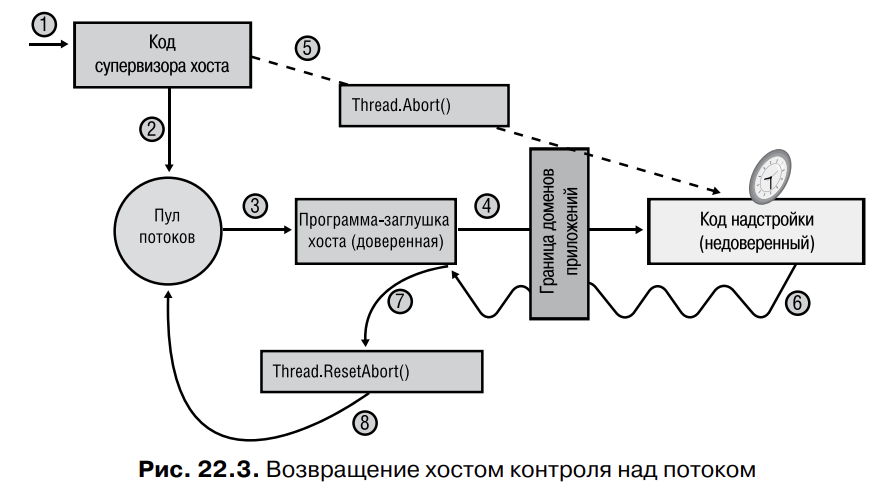 1
Код
супервизора хоста
5
Thread.Abort()
2
Пул
потоков
3
Программа-заглушка
хоста (доверенная)
4
Граница доменов
приложений
Код надстройки
(недоверенный)
6
7
Thread.ResetAbort()
8
Рис. 22.3. Возвращение хостом контроля над потоком